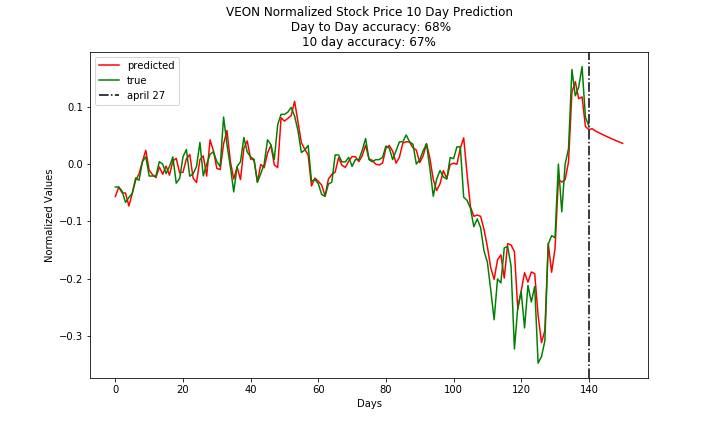 VEON Normalized Stock Price 10 Day Prediction
Day to Day accuracy: 68%
10 day accuracy: 67%
predicted
true
april 27
Normalized Values
0.1
0.0
−0.1
−0.2
−0.3
0 20 40 60 80 100 120 140
Days